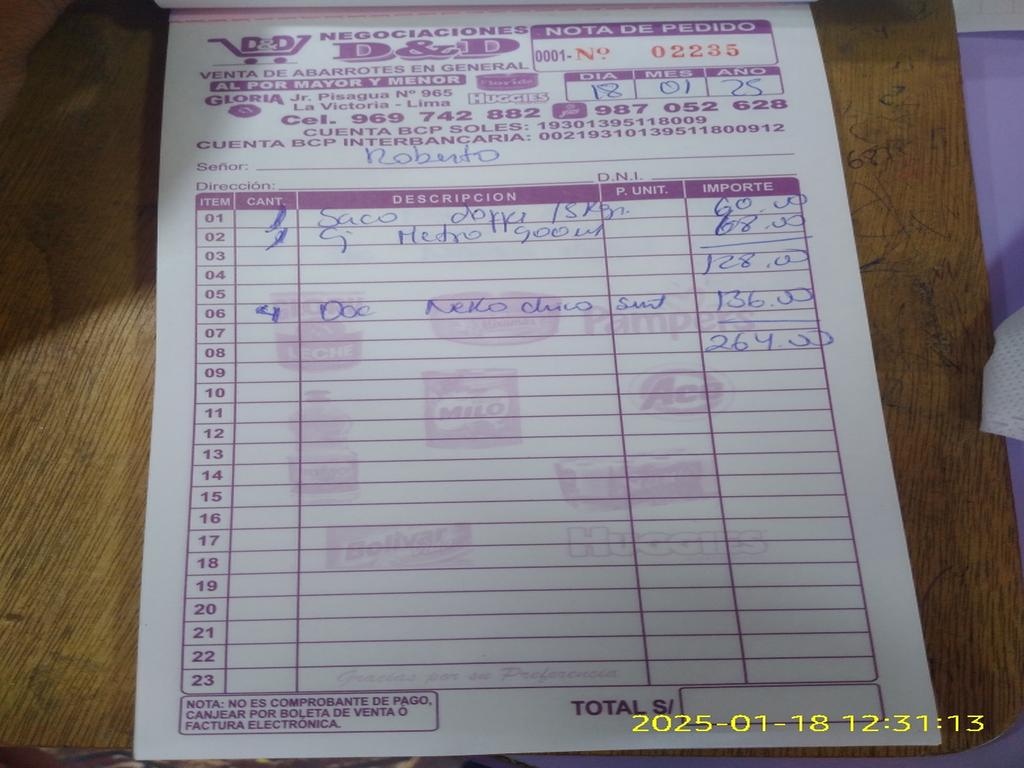 D&D
NEGOCIACIONES
D&D
VENTA DE ABARROTES EN GENERAL
AL POR MAYOR Y MENOR
GLORIA
Jr. Pisagua Nº 965
La Victoria - Lima
HUGGIES
Cel. 969 742 882
987 052 628
CUENTA BCP SOLES: 19301395118009
CUENTA BCP INTERBANCARIA: 00219310139511800912
NOTA DE PEDIDO
0001- Nº 02235
DIA MES AÑO
18 01 25
Señor: Roberto
Dirección: D.N.I.
ITEM CANT. DESCRIPCION P. UNIT. IMPORTE
01 1 Saco 15 Kgr. 60.00
02 1 Cj Metro 900ml 68.00
03 128.00
04
05
06 4 Doc Neko chico surt 136.00
07
08 264.00
09
10
11
12
13
14
15
16
17
18
19
20
21
22
23
LECHE
Pampers
MILO
Ace
Bolivar
HUGGIES
Gracias por su Preferencia
NOTA: NO ES COMPROBANTE DE PAGO,
CANJEAR POR BOLETA DE VENTA Ó
FACTURA ELECTRÓNICA.
TOTAL S/
2025-01-18 12:31:13